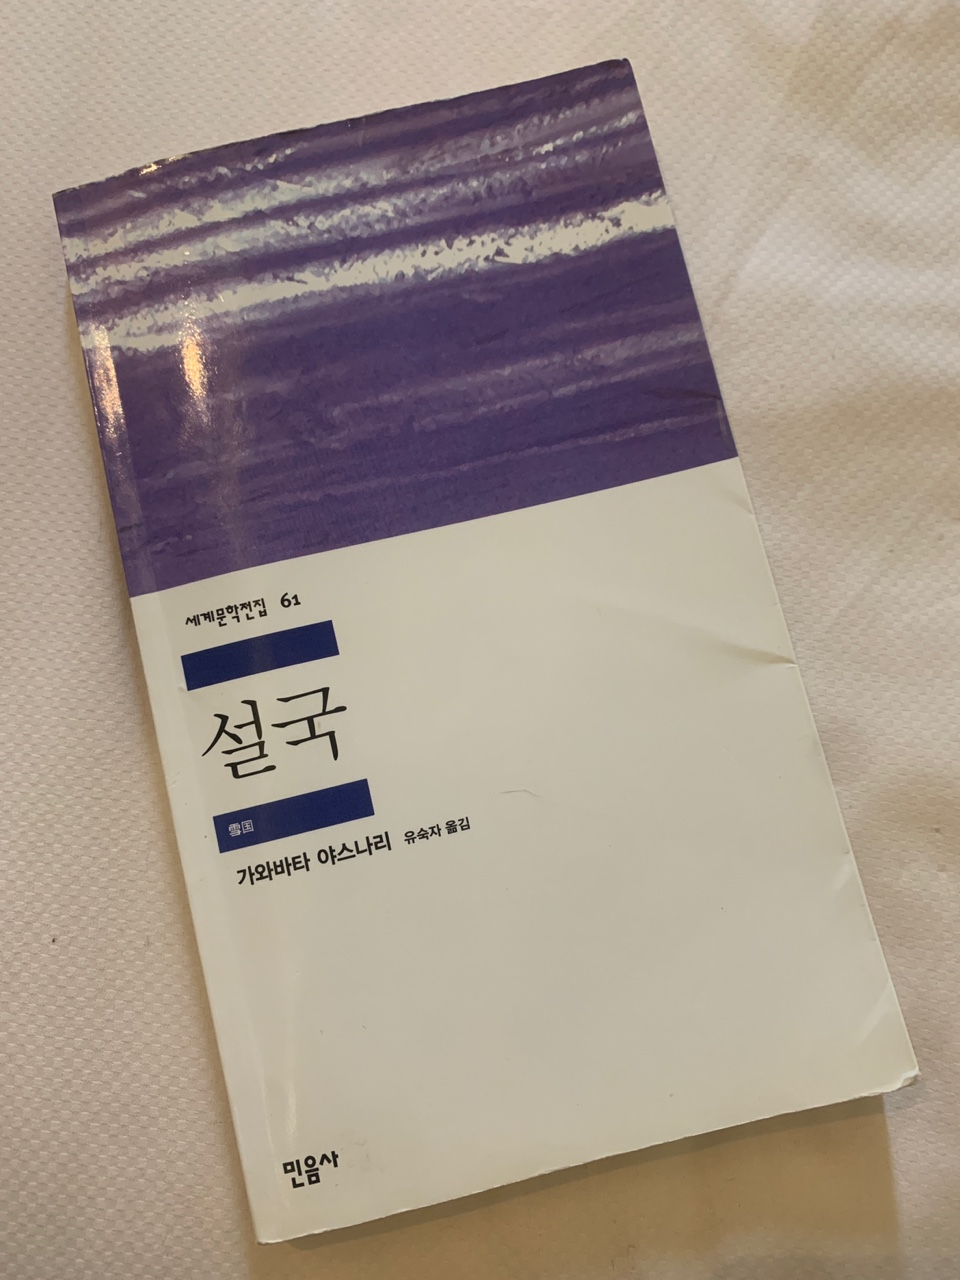 세계문학전집 61
설국
雪国
가와바타 야스나리 유숙자 옮김
민음사